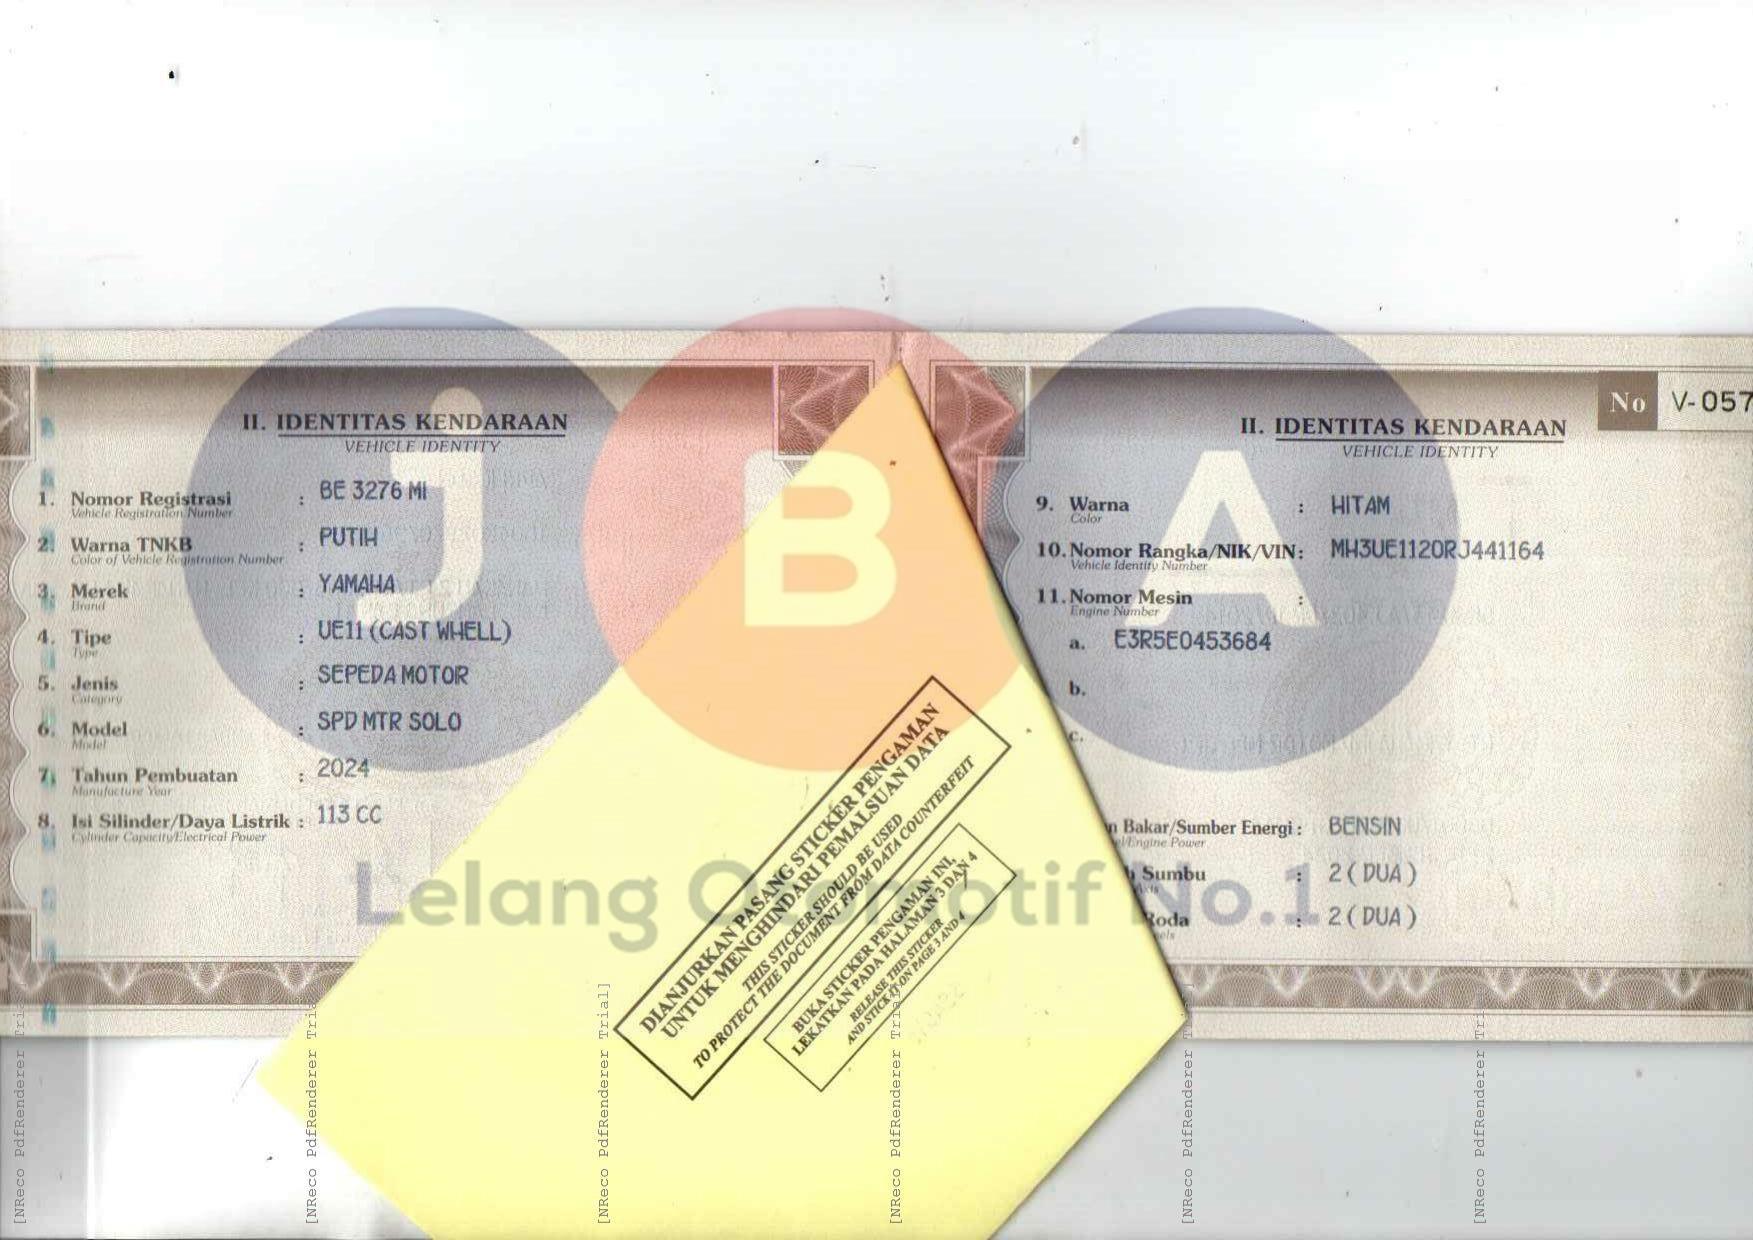 II. IDENTITAS KENDARAAN
VEHICLE IDENTITY
1. Nomor Registrasi : BE 3276 MI
Vehicle Registration Number
2. Warna TNKB : PUTIH
Color of Vehicle Registration Number
3. Merek : YAMAHA
Brand
4. Tipe : UE11 (CAST WHELL)
Type
5. Jenis : SEPEDA MOTOR
Category
6. Model : SPD MTR SOLO
Model
7. Tahun Pembuatan : 2024
Manufacture Year
8. Isi Silinder/Daya Listrik : 113 CC
Cylinder Capacity/Electrical Power
No V-057
II. IDENTITAS KENDARAAN
VEHICLE IDENTITY
9. Warna : HITAM
Color
10. Nomor Rangka/NIK/VIN : MH3UE1120RJ441164
Vehicle Identity Number
11. Nomor Mesin :
Engine Number
a. E3R5E0453684
b.
c.
Bakar/Sumber Energi : BENSIN
/Engine Power
Sumbu : 2 ( DUA )
Roda : 2 ( DUA )
DIANJURKAN PASANG STICKER PENGAMAN
UNTUK MENGHINDARI PEMALSUAN DATA
THIS STICKER SHOULD BE USED
TO PROTECT THE DOCUMENT FROM DATA COUNTERFEIT
BUKA STICKER PENGAMAN INI,
LEKATKAN PADA HALAMAN 3 DAN 4
RELEASE THIS STICKER
AND STICK IT ON PAGE 3 AND 4
J B A
Lelang Otomotif No.1
[NReco PdfRenderer Trial]
[NReco PdfRenderer Trial]
[NReco PdfRenderer Trial]
[NReco PdfRenderer Trial]
[NReco PdfRenderer Trial]
[NReco PdfRenderer Trial]